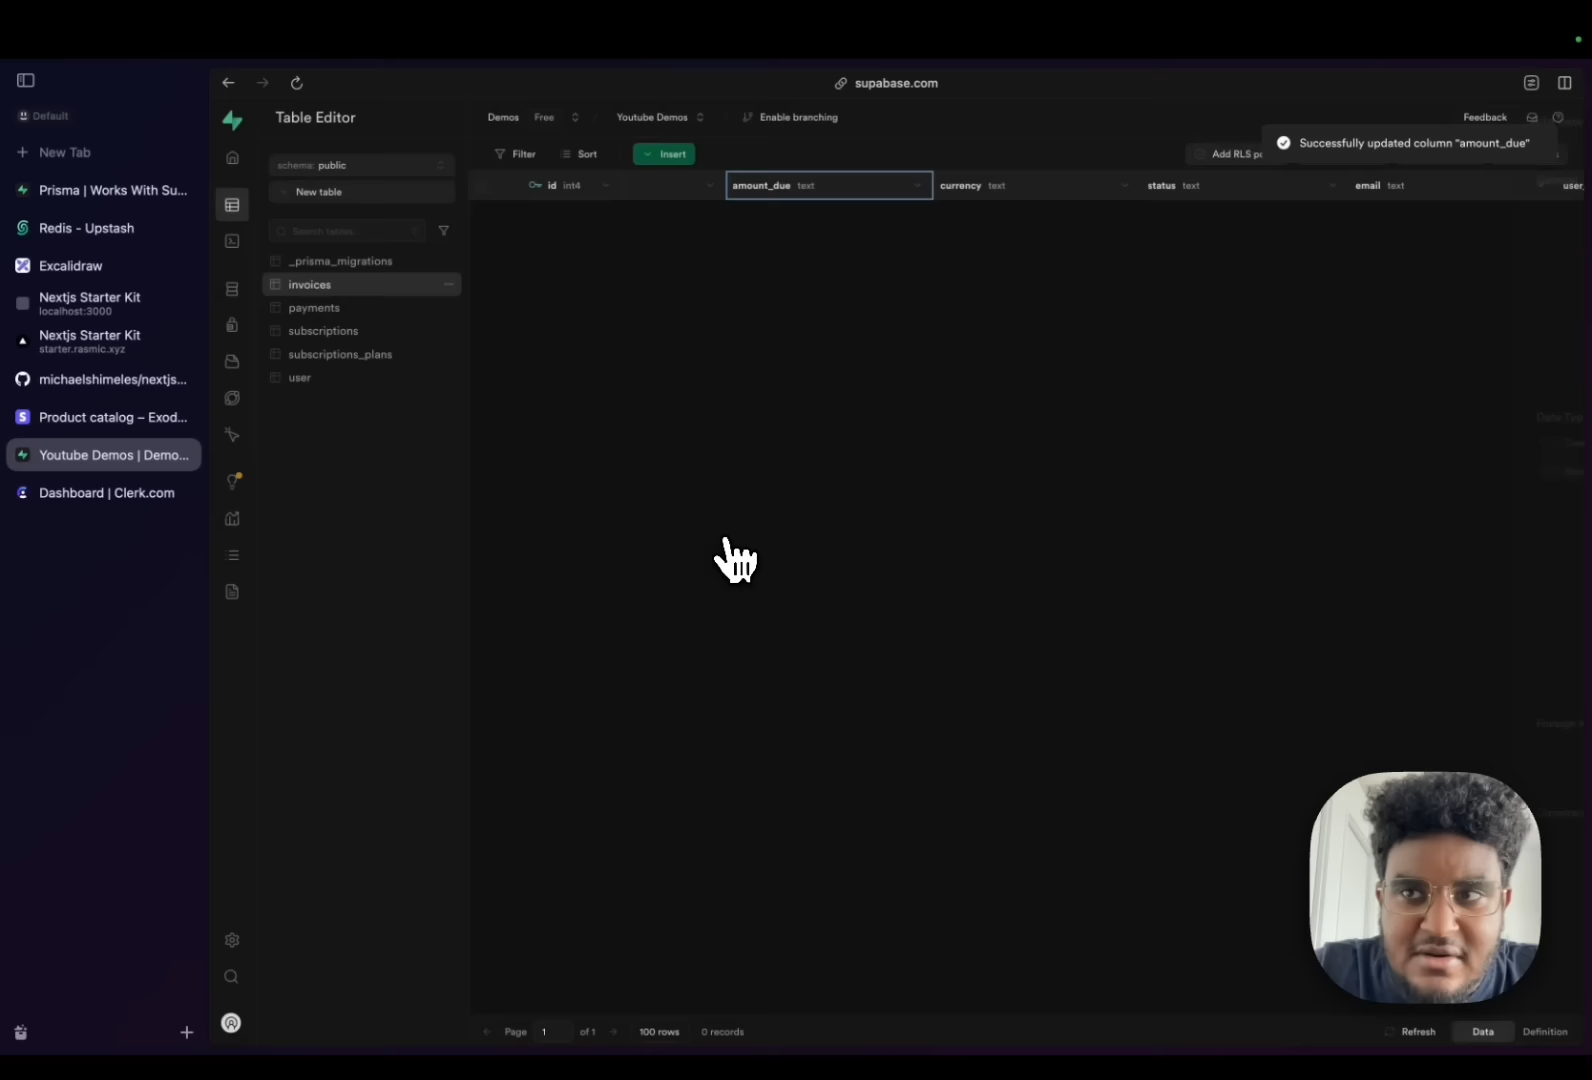 supabase.com
Default
New Tab
Prisma | Works With Su...
Redis - Upstash
Excalidraw
Nextjs Starter Kit
localhost:3000
Nextjs Starter Kit
starter.rasmic.xyz
michaelshimeles/nextjs...
Product catalog – Exod...
Youtube Demos | Demo...
Dashboard | Clerk.com
Table Editor
schema: public
New table
Search tables...
_prisma_migrations
invoices
payments
subscriptions
subscriptions_plans
user
Demos Free Youtube Demos Enable branching
Feedback
Filter Sort Insert
Add RLS po
Successfully updated column "amount_due"
id int4 amount_due text currency text status text email text user_
Page 1 of 1 100 rows 0 records
Refresh Data Definition